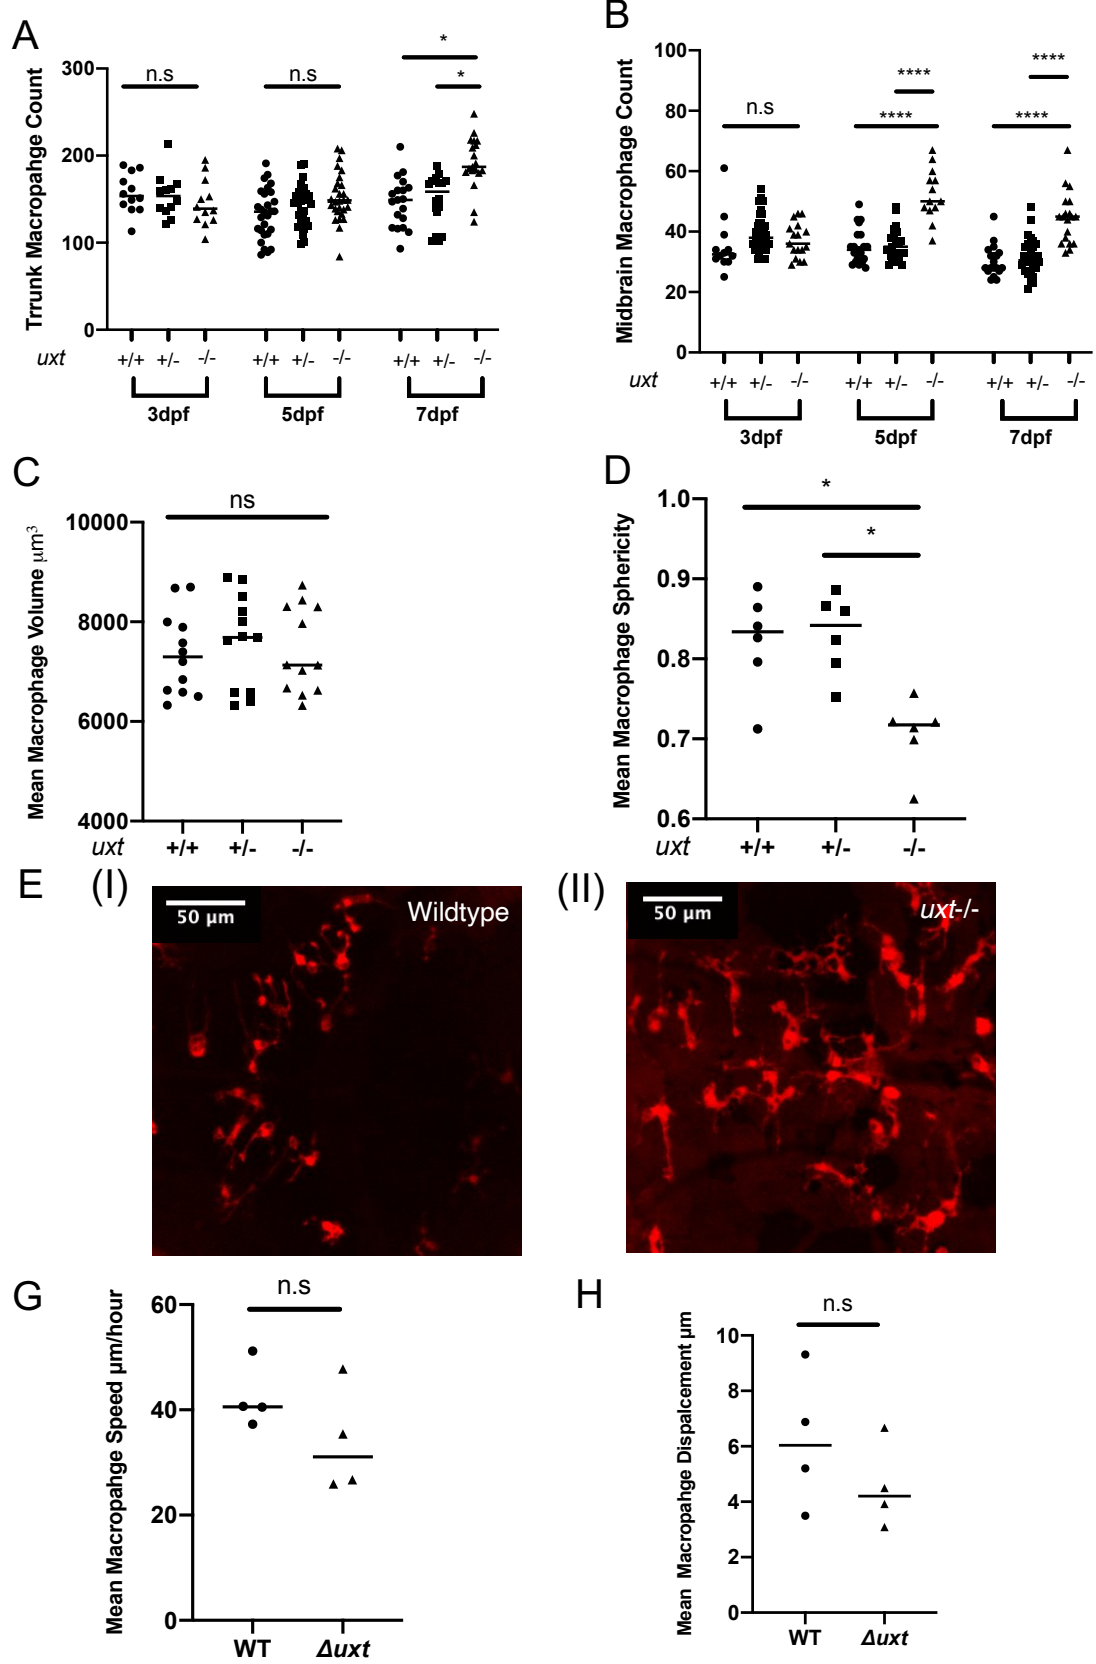 A
Trrunk Macropahge Count
300
200
100
0
n.s
n.s
*
*
uxt
+/+ +/- -/- +/+ +/- -/- +/+ +/- -/-
3dpf 5dpf 7dpf
B
Midbrain Macrophage Count
100
80
60
40
20
0
n.s
****
****
****
****
uxt
+/+ +/- -/- +/+ +/- -/- +/+ +/- -/-
3dpf 5dpf 7dpf
C
Mean Macrophage Volume µm³
10000
8000
6000
4000
ns
uxt +/+ +/- -/-
D
Mean Macrophage Sphericity
1.0
0.9
0.8
0.7
0.6
*
*
uxt +/+ +/- -/-
E
(I)
50 µm
Wildtype
(II)
50 µm
uxt-/-
G
Mean Macropahge Speed µm/hour
60
40
20
0
n.s
WT Δuxt
H
Mean Macropahge Dispalcement µm
10
8
6
4
2
0
n.s
WT Δuxt